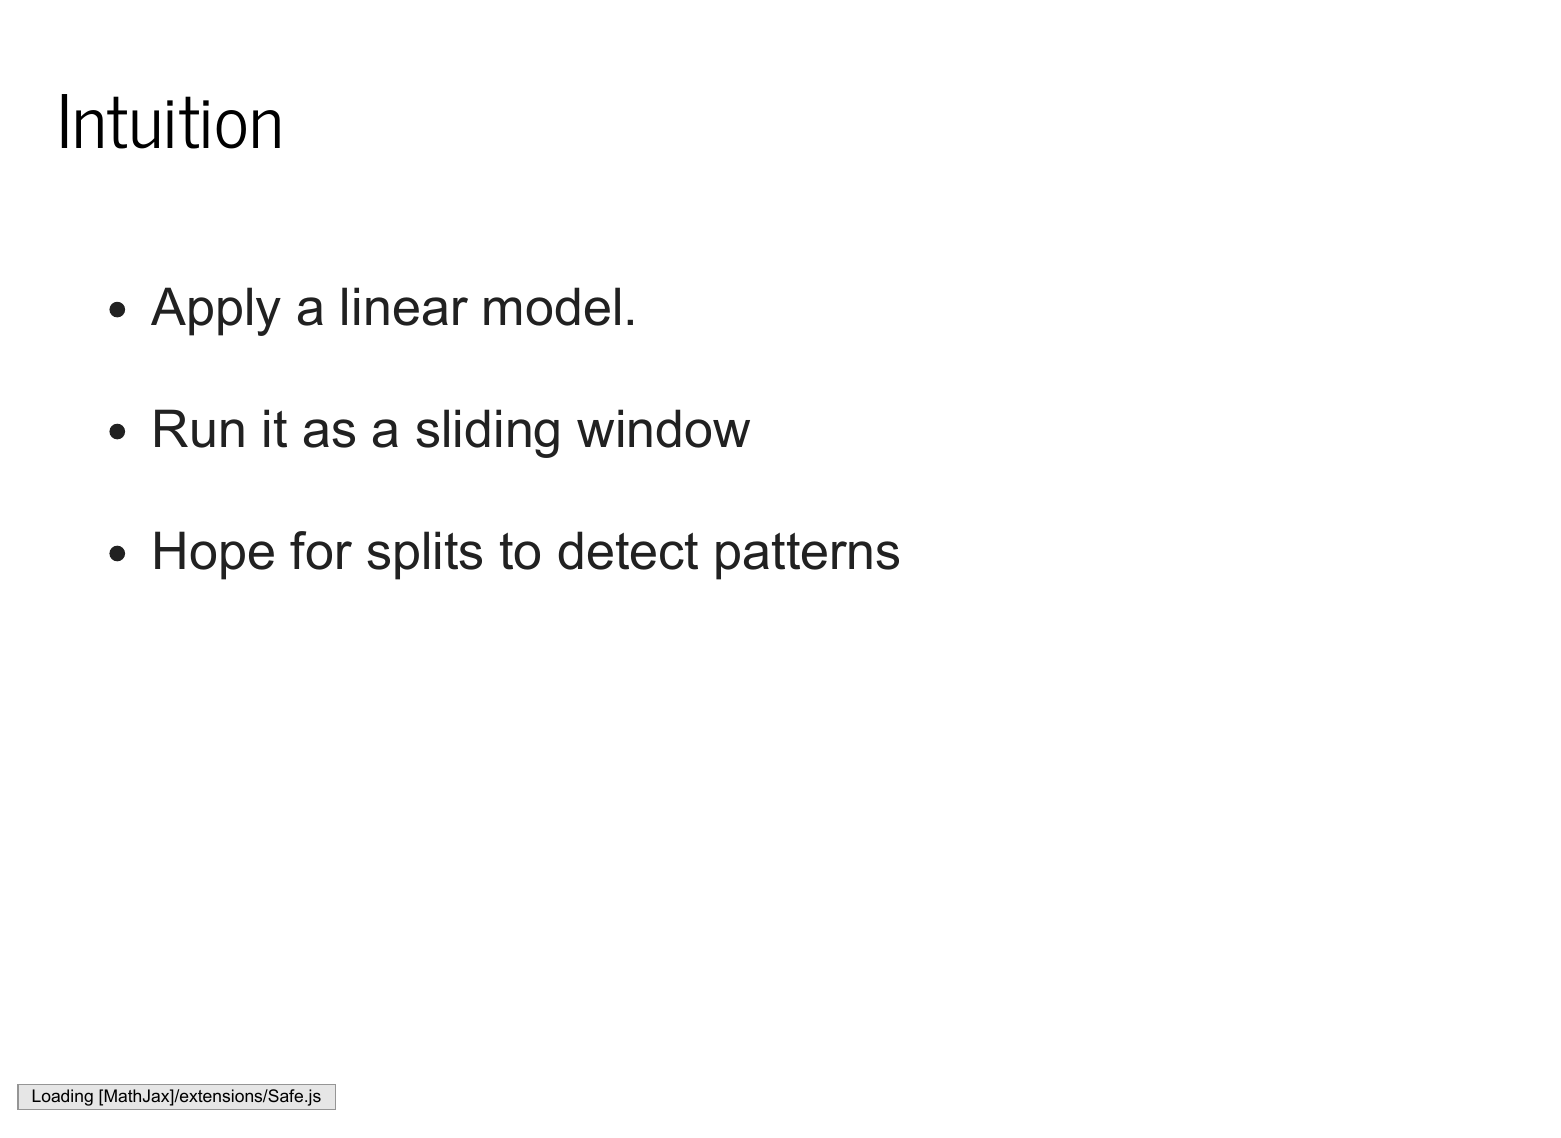 Intuition
• Apply a linear model.
• Run it as a sliding window
• Hope for splits to detect patterns
Loading [MathJax]/extensions/Safe.js